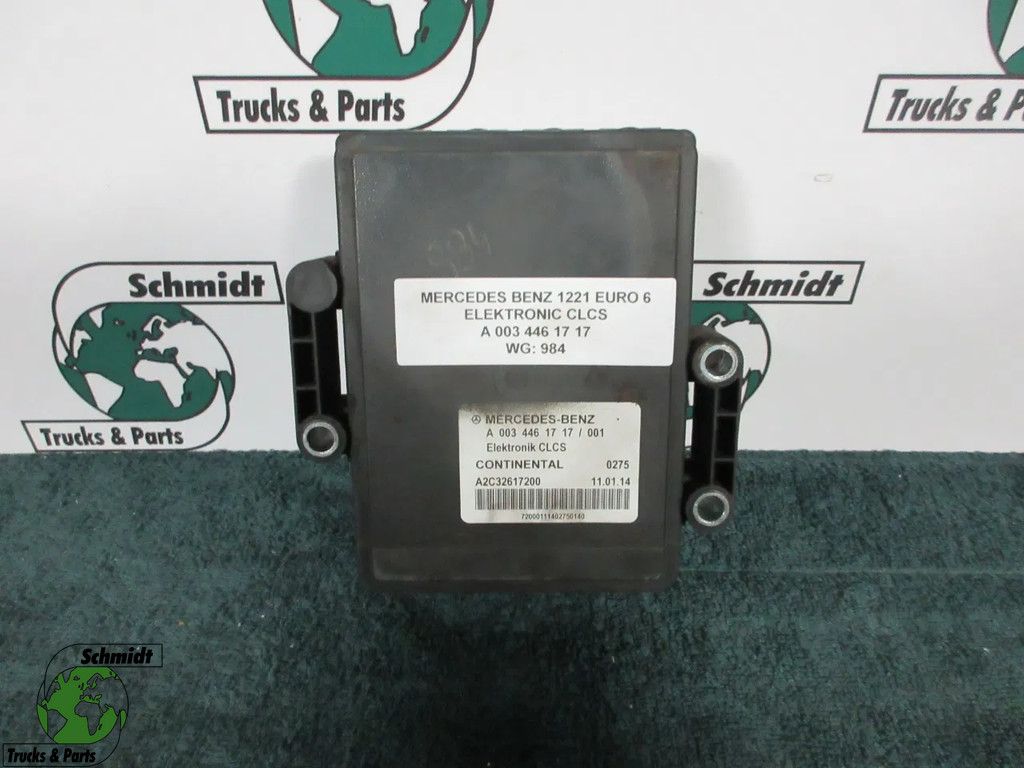 Trucks & Parts
Trucks & P
Schmidt
Trucks & Parts
Schmidt
984
MERCEDES BENZ 1221 EURO 6
ELEKTRONIC CLCS
A 003 446 17 17
WG: 984
MERCEDES-BENZ
A 003 446 17 17 / 001
Elektronik CLCS
CONTINENTAL 0275
A2C32617200 11.01.14
72000111402750140
Schmidt
Trucks & Parts